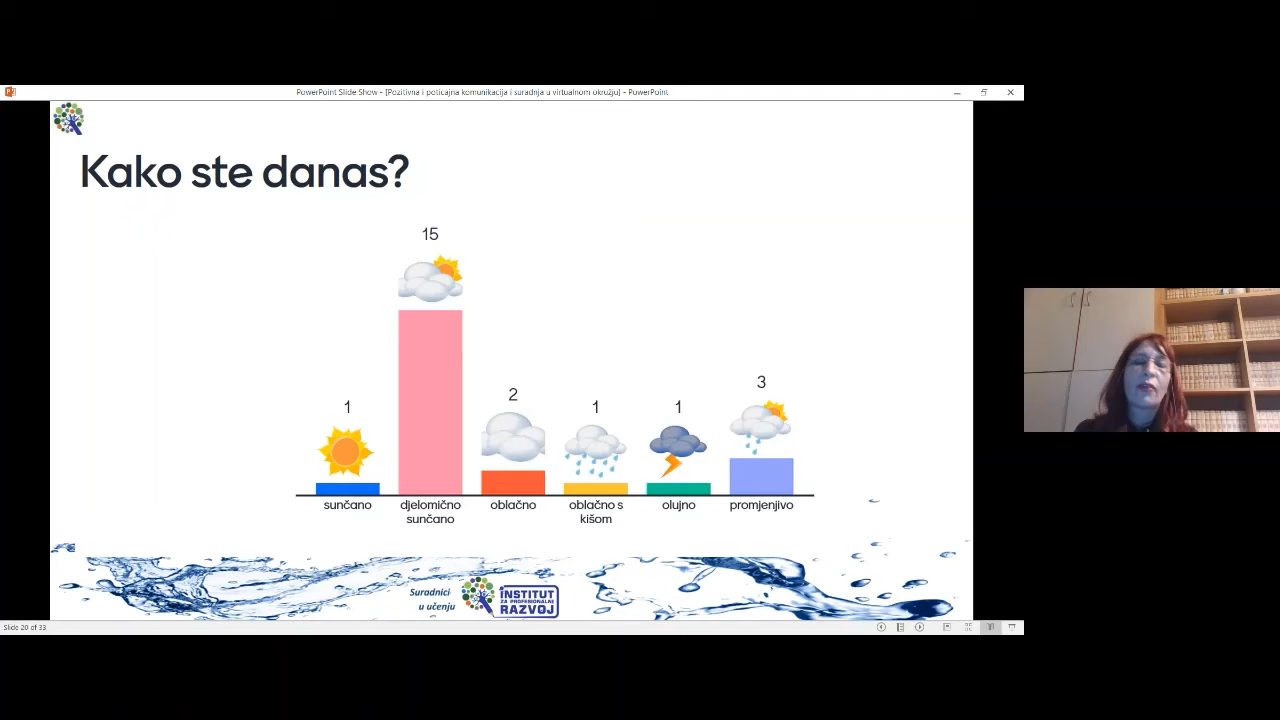 PowerPoint Slide Show - [Pozitivna i poticajna komunikacija i suradnja u virtualnom okružju] - PowerPoint
Kako ste danas?
15
3
2
1
1
1
sunčano
djelomično
sunčano
oblačno
oblačno s
kišom
olujno
promjenjivo
Suradnici
u učenju
INSTITUT
ZA PROFESIONALNI
RAZVOJ
Slide 20 of 33